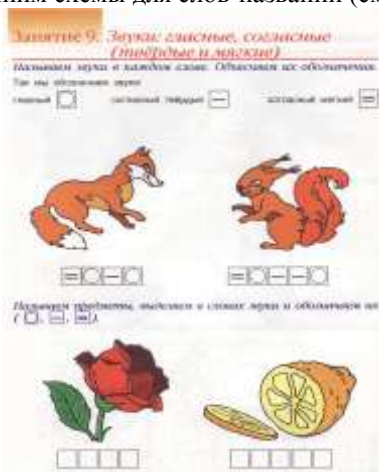 ним схемы для слов-названий (см
Занятие 9. Звуки: гласные, согласные
(твёрдые и мягкие)
Называем звуки в каждом слове. Объясняем их обозначения.
Так мы обозначаем звуки:
гласный согласный твёрдый согласный мягкий
Называем предметы, выделяем в словах звуки и обозначаем их
( , , ).